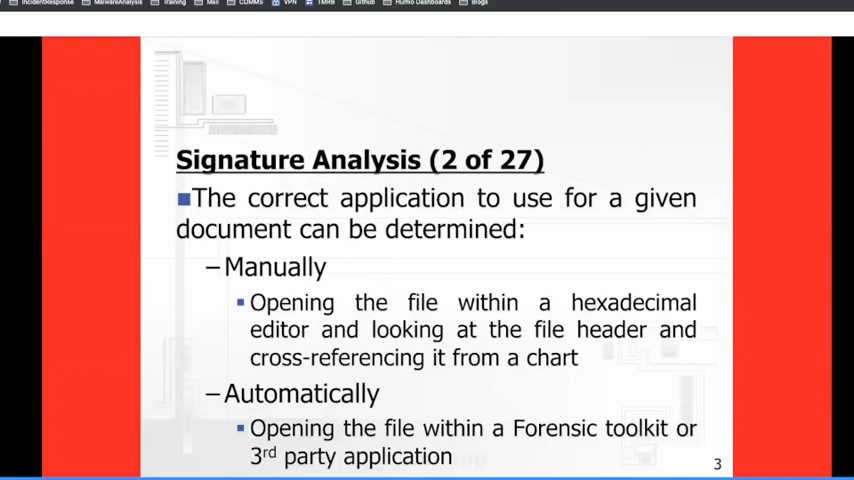 IncidentResponse MalwareAnalysis Training Mail COMMS VPN TMRB Github Humio Dashboards Blogs
Signature Analysis (2 of 27)
The correct application to use for a given
document can be determined:
–Manually
Opening the file within a hexadecimal
editor and looking at the file header and
cross-referencing it from a chart
–Automatically
Opening the file within a Forensic toolkit or
3rd party application
3